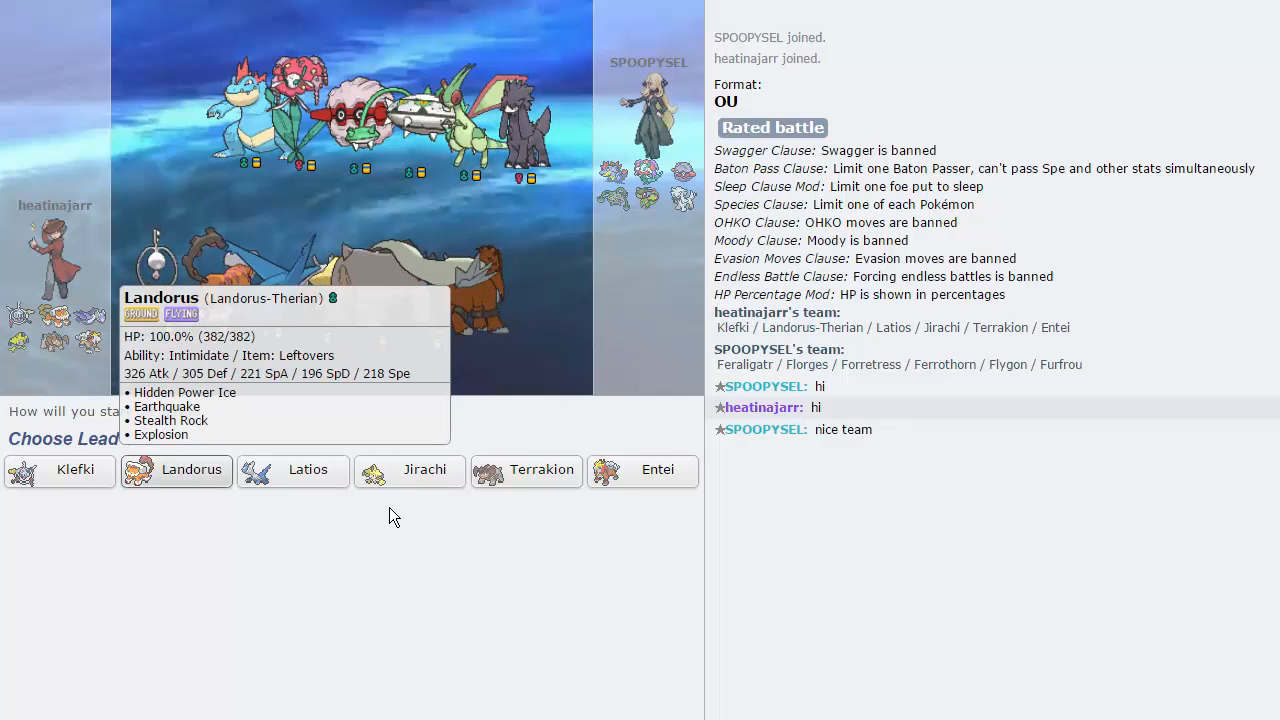 SPOOPYSEL
heatinajarr
Landorus (Landorus-Therian)
GROUND FLYING
HP: 100.0% (382/382)
Ability: Intimidate / Item: Leftovers
326 Atk / 305 Def / 221 SpA / 196 SpD / 218 Spe
• Hidden Power Ice
• Earthquake
• Stealth Rock
• Explosion
How will you sta
Choose Lead
Klefki
Landorus
Latios
Jirachi
Terrakion
Entei
SPOOPYSEL joined.
heatinajarr joined.
Format:
OU
Rated battle
Swagger Clause: Swagger is banned
Baton Pass Clause: Limit one Baton Passer, can't pass Spe and other stats simultaneously
Sleep Clause Mod: Limit one foe put to sleep
Species Clause: Limit one of each Pokémon
OHKO Clause: OHKO moves are banned
Moody Clause: Moody is banned
Evasion Moves Clause: Evasion moves are banned
Endless Battle Clause: Forcing endless battles is banned
HP Percentage Mod: HP is shown in percentages
heatinajarr's team:
Klefki / Landorus-Therian / Latios / Jirachi / Terrakion / Entei
SPOOPYSEL's team:
Feraligatr / Florges / Forretress / Ferrothorn / Flygon / Furfrou
★SPOOPYSEL: hi
★heatinajarr: hi
★SPOOPYSEL: nice team